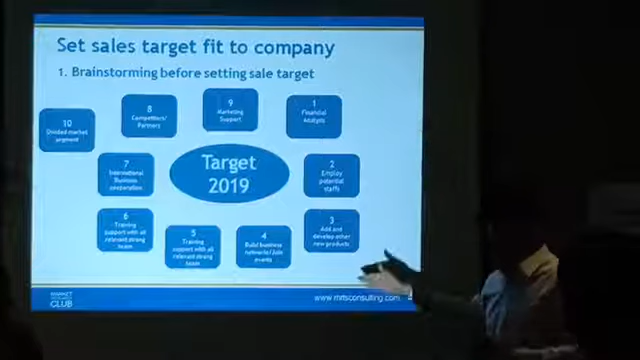 Set sales target fit to company
1. Brainstorming before setting sale target
1
Financial
Analysts
2
Employ
potential
staffs
3
Add and
develop other
new products
4
Build business
network/Join
events
5
Training
support with all
relevant strong
team
6
Training
support with all
relevant strong
team
7
International
Business
cooperation
8
Competitors/
Partners
9
Marketing
Support
10
Divided market
segment
Target
2019
CLUB
www.mrtsconsulting.com